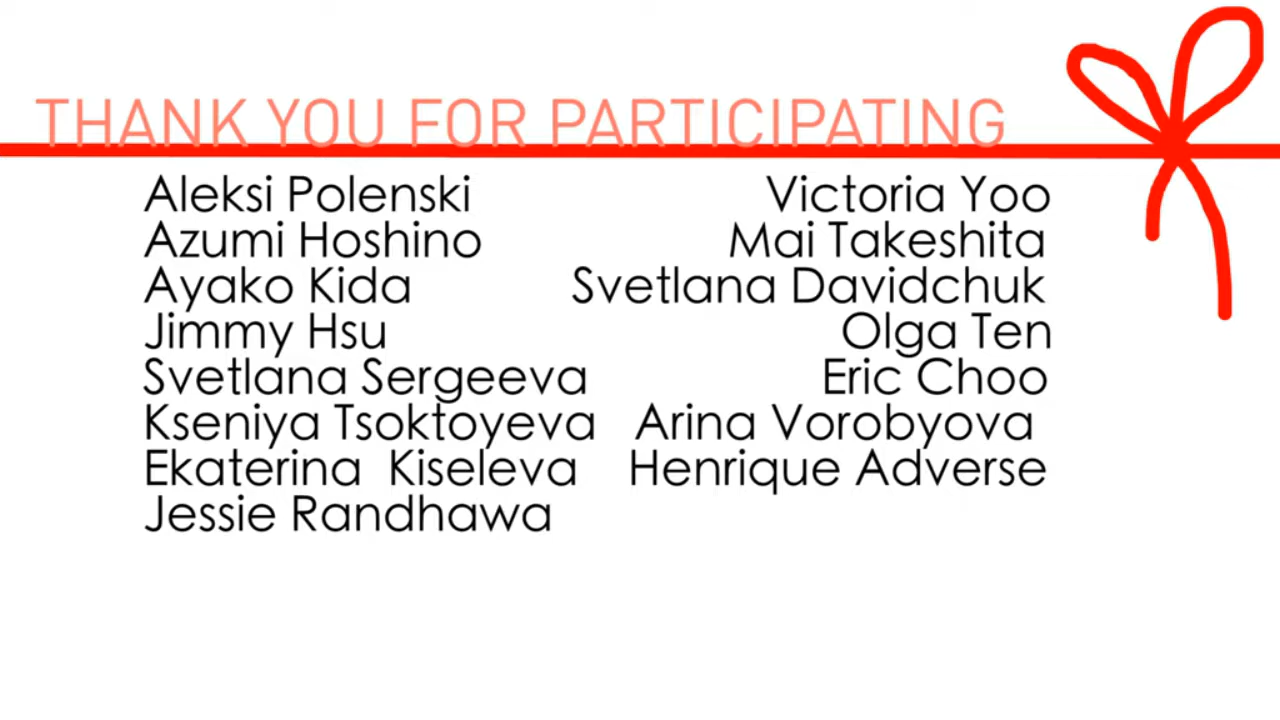 THANK YOU FOR PARTICIPATING
Aleksi Polenski
Azumi Hoshino
Ayako Kida
Jimmy Hsu
Svetlana Sergeeva
Kseniya Tsoktoyeva
Ekaterina Kiseleva
Jessie Randhawa
Victoria Yoo
Mai Takeshita
Svetlana Davidchuk
Olga Ten
Eric Choo
Arina Vorobyova
Henrique Adverse